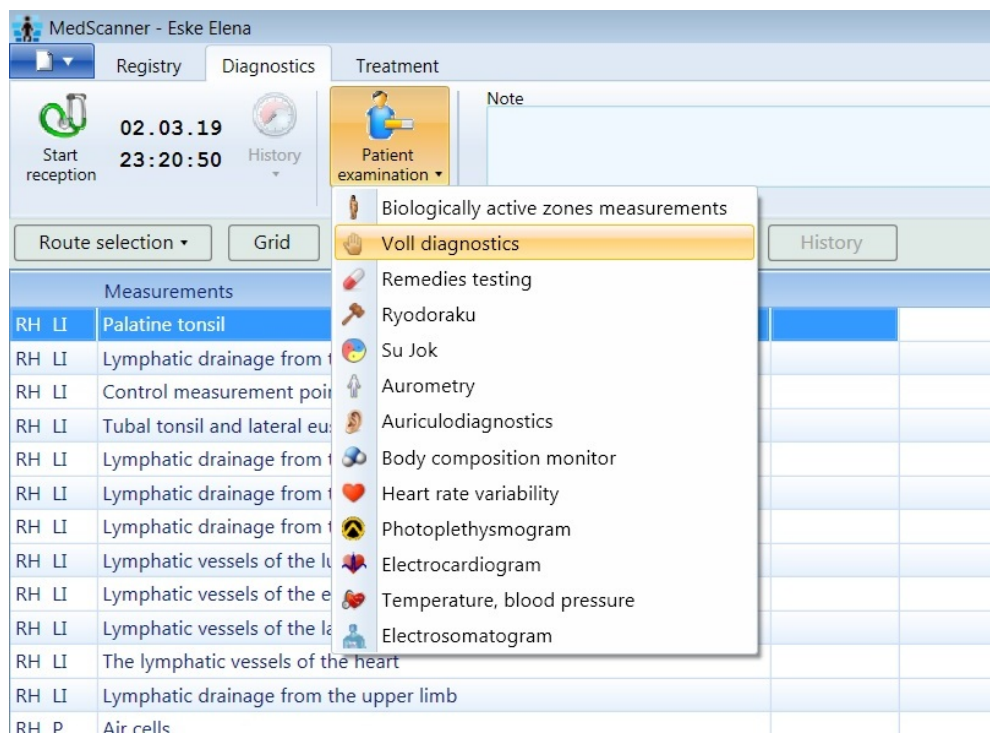 MedScanner - Eske Elena
Registry Diagnostics Treatment
Note
02.03.19
23:20:50
Start
reception
History
Patient
examination
Biologically active zones measurements
Route selection Grid Voll diagnostics History
Remedies testing
Measurements
Ryodoraku
RH LI Palatine tonsil
Su Jok
RH LI Lymphatic drainage from
Aurometry
RH LI Control measurement
Auriculodiagnostics
RH LI Tubal tonsil and lateral
Body composition monitor
RH LI Lymphatic drainage from
Heart rate variability
RH LI Lymphatic drainage from
Photoplethysmogram
RH LI Lymphatic drainage from
Electrocardiogram
RH LI Lymphatic vessels of the
Temperature, blood pressure
RH LI Lymphatic vessels of the
Electrosomatogram
RH LI Lymphatic vessels of the
RH LI The lymphatic vessels of the heart
RH LI Lymphatic drainage from the upper limb
RH P Air cells